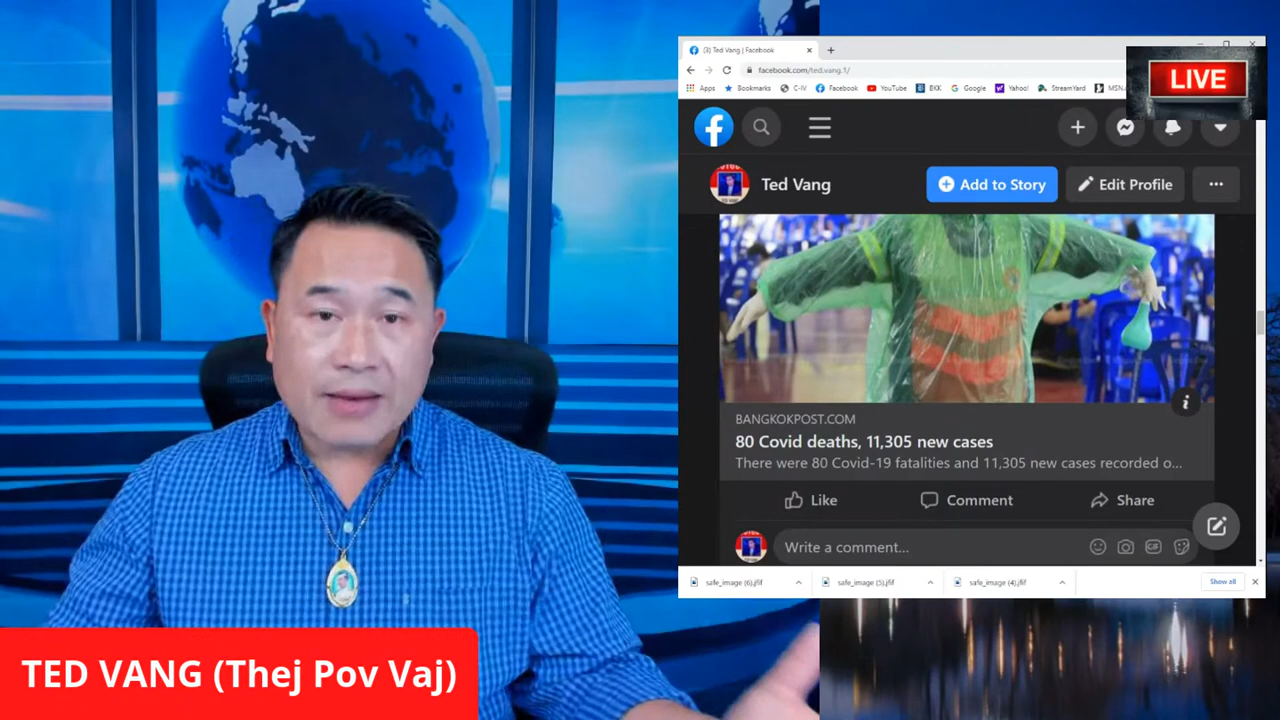 (3) Ted Vang | Facebook
facebook.com/ted.vang.1/
Apps Bookmarks C-IV Facebook YouTube BKK Google Yahoo! StreamYard MSN
LIVE
Ted Vang
Add to Story
Edit Profile
BANGKOKPOST.COM
80 Covid deaths, 11,305 new cases
There were 80 Covid-19 fatalities and 11,305 new cases recorded o...
Like Comment Share
Write a comment...
GIF
safe_image (6).jfif safe_image (5).jfif safe_image (4).jfif Show all
TED VANG (Thej Pov Vaj)